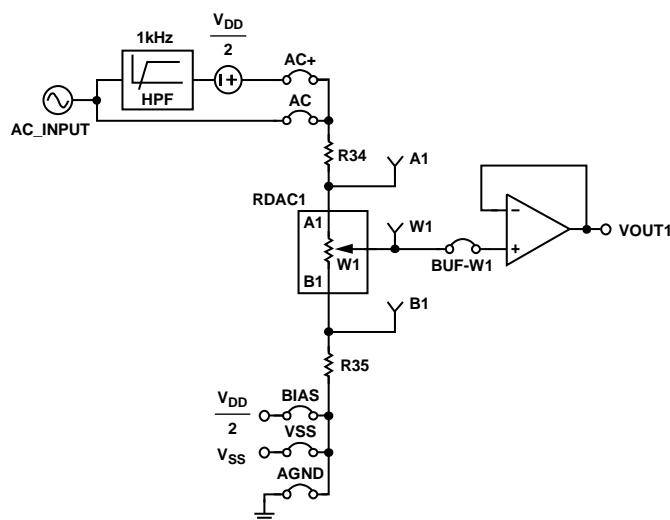 1kHz
V_DD
2
HPF
AC_INPUT
AC+
AC
R34
A1
RDAC1
A1
W1
B1
W1
BUF-W1
VOUT1
B1
R35
V_DD
2
BIAS
V_SS
VSS
AGND